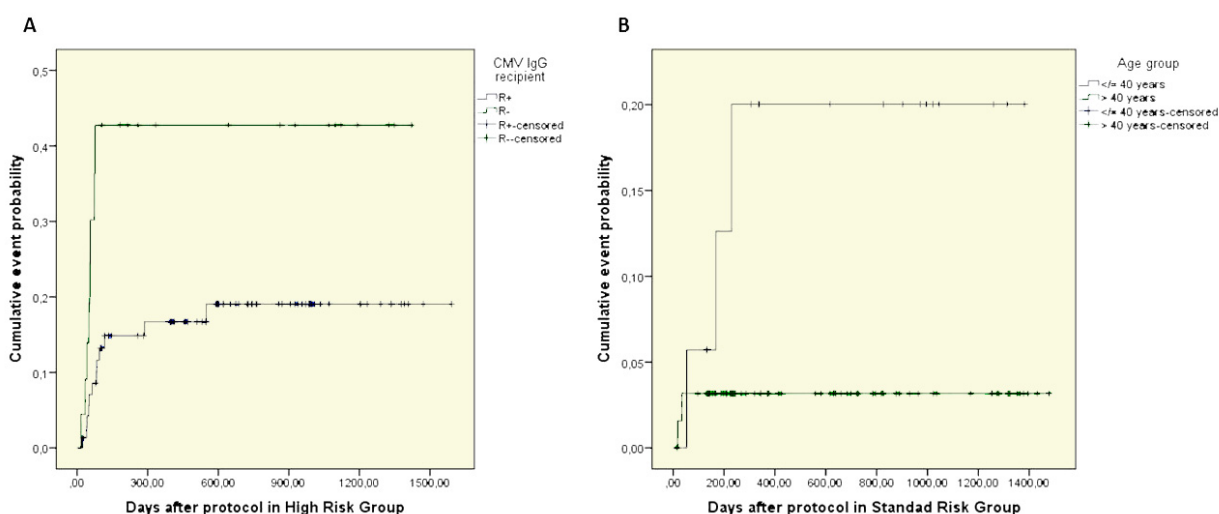 A
CMV IgG
recipient
R+
R-
R+-censored
R--censored
Cumulative event probability
0,5
0,4
0,3
0,2
0,1
0,0
,00
300,00
600,00
900,00
1200,00
1500,00
Days after protocol in High Risk Group
B
Age group
</= 40 years
> 40 years
</= 40 years-censored
> 40 years-censored
Cumulative event probability
0,20
0,15
0,10
0,05
0,00
,00
200,00
400,00
600,00
800,00
1000,00
1200,00
1400,00
Days after protocol in Standad Risk Group